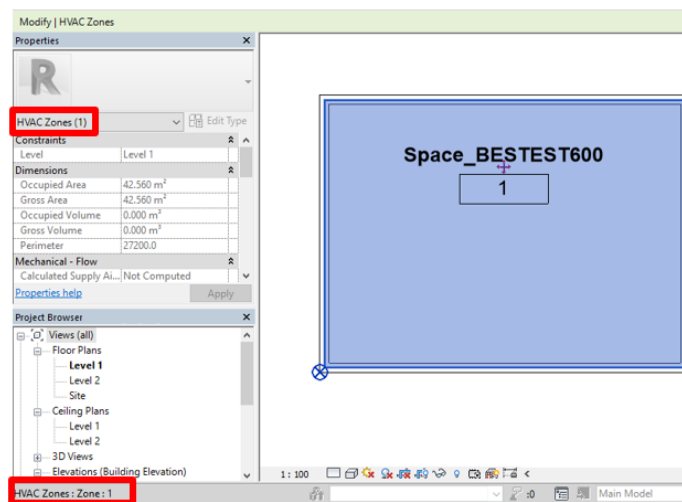 Modify | HVAC Zones
Properties
R
HVAC Zones (1)
Edit Type
Constraints
Level Level 1
Dimensions
Occupied Area 42.560 m²
Gross Area 42.560 m²
Occupied Volume 0.000 m³
Gross Volume 0.000 m³
Perimeter 27200.0
Mechanical - Flow
Calculated Supply Ai... Not Computed
Properties help
Apply
Project Browser
Views (all)
Floor Plans
Level 1
Level 2
Site
Ceiling Plans
Level 1
Level 2
3D Views
Elevations (Building Elevation)
HVAC Zones : Zone : 1
Space_BESTEST600
1
1 : 100
:0
Main Model